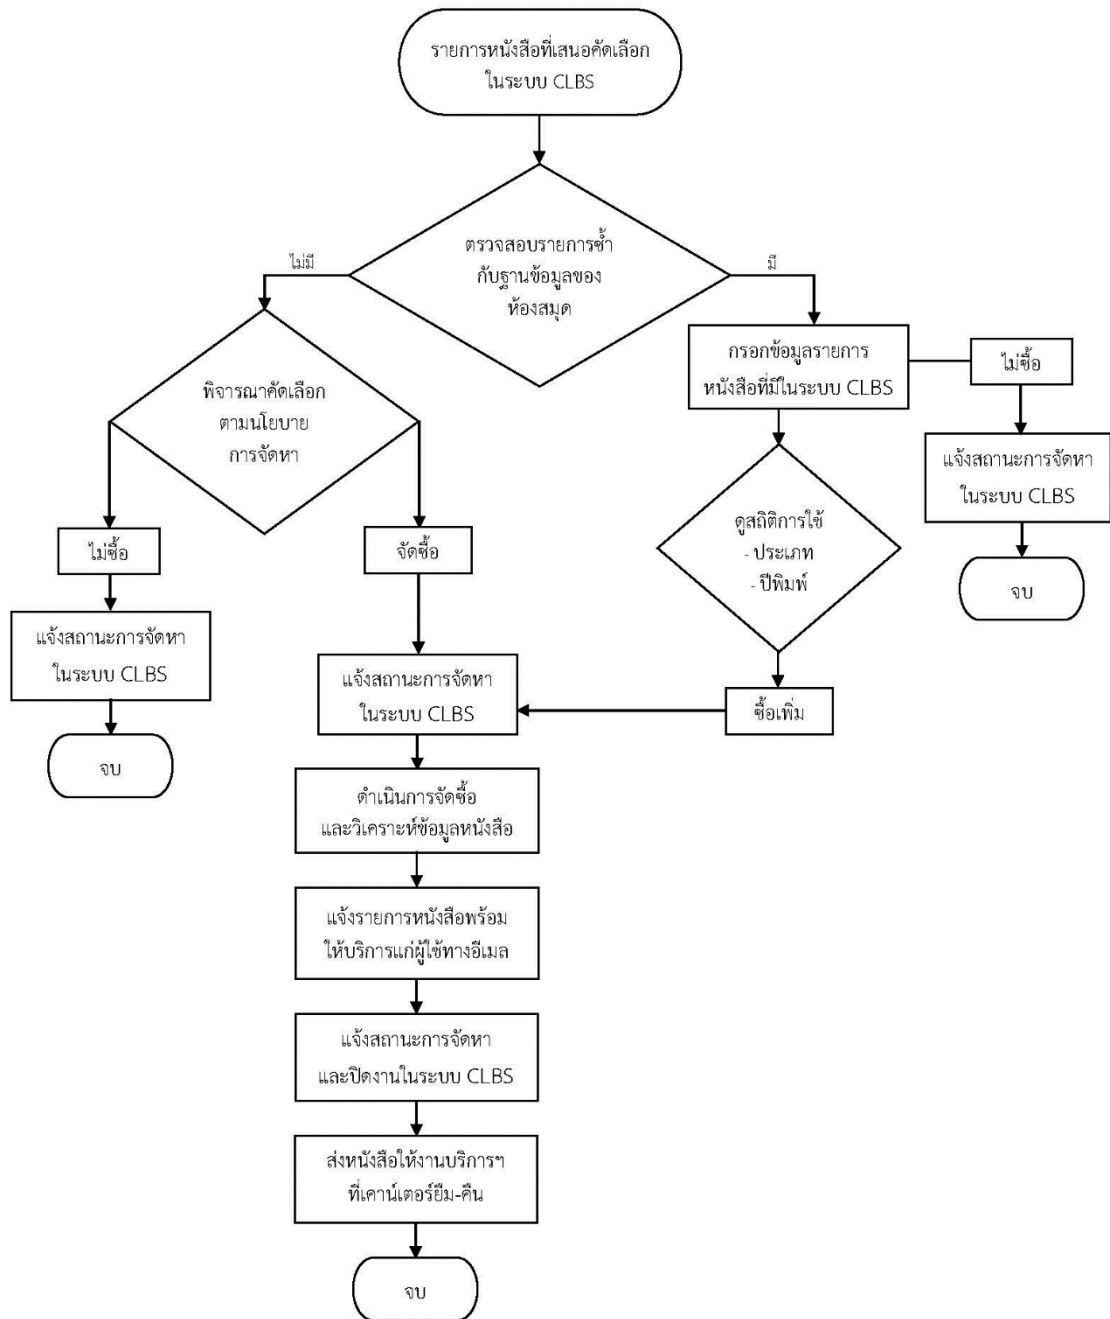 รายการหนังสือที่เสนอคัดเลือก
ในระบบ CLBS
ตรวจสอบรายการซ้ำ
กับฐานข้อมูลของ
ห้องสมุด
ไม่มี
มี
พิจารณาคัดเลือก
ตามนโยบาย
การจัดหา
กรอกข้อมูลรายการ
หนังสือที่มีในระบบ CLBS
ไม่ซื้อ
แจ้งสถานะการจัดหา
ในระบบ CLBS
จบ
ดูสถิติการใช้
- ประเภท
- ปีพิมพ์
ไม่ซื้อ
จัดซื้อ
แจ้งสถานะการจัดหา
ในระบบ CLBS
จบ
แจ้งสถานะการจัดหา
ในระบบ CLBS
ซื้อเพิ่ม
ดำเนินการจัดซื้อ
และวิเคราะห์ข้อมูลหนังสือ
แจ้งรายการหนังสือพร้อม
ให้บริการแก่ผู้ใช้ทางอีเมล
แจ้งสถานะการจัดหา
และปิดงานในระบบ CLBS
ส่งหนังสือให้งานบริการฯ
ที่เคาน์เตอร์ยืม-คืน
จบ